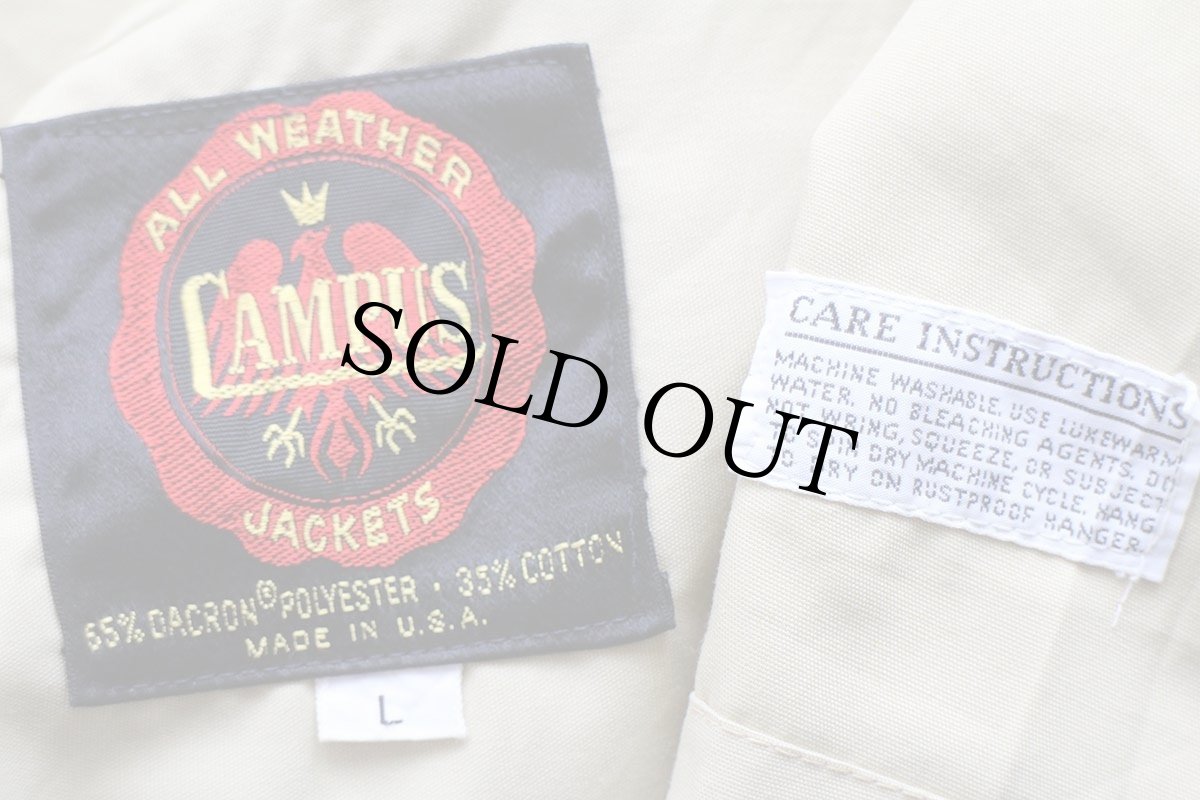 ALL WEATHER
CAMPUS
JACKETS
65% DACRON® POLYESTER · 35% COTTON
MADE IN U.S.A.
L
SOLD OUT
CARE INSTRUCTIONS
MACHINE WASHABLE. USE LUKEWARM
WATER. NO BLEACHING AGENTS. DO
NOT WRING, SQUEEZE, OR SUBJECT
TO SPIN DRY MACHINE CYCLE. HANG
TO DRY ON RUSTPROOF HANGER.